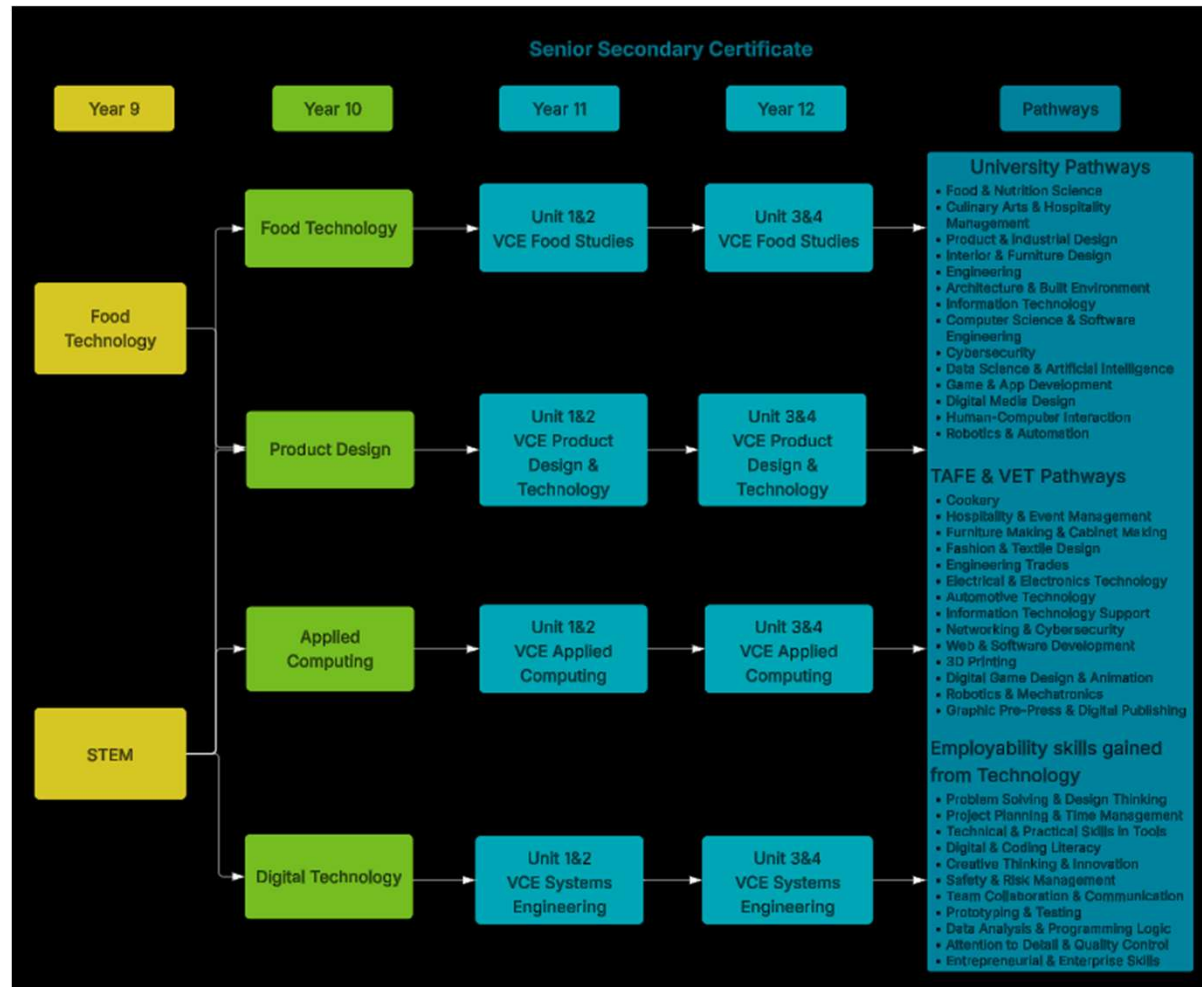 Senior Secondary Certificate
Year 9
Year 10
Year 11
Year 12
Pathways
Food
Technology
STEM
Food Technology
Product Design
Applied
Computing
Digital Technology
Unit 1&2
VCE Food Studies
Unit 3&4
VCE Food Studies
Unit 1&2
VCE Product
Design &
Technology
Unit 3&4
VCE Product
Design &
Technology
Unit 1&2
VCE Applied
Computing
Unit 3&4
VCE Applied
Computing
Unit 1&2
VCE Systems
Engineering
Unit 3&4
VCE Systems
Engineering
University Pathways
• Food & Nutrition Science
• Culinary Arts & Hospitality
Management
• Product & Industrial Design
• Interior & Furniture Design
• Engineering
• Architecture & Built Environment
• Information Technology
• Computer Science & Software
Engineering
• Cybersecurity
• Data Science & Artificial Intelligence
• Game & App Development
• Digital Media Design
• Human-Computer Interaction
• Robotics & Automation
TAFE & VET Pathways
• Cookery
• Hospitality & Event Management
• Furniture Making & Cabinet Making
• Fashion & Textile Design
• Engineering Trades
• Electrical & Electronics Technology
• Automotive Technology
• Information Technology Support
• Networking & Cybersecurity
• Web & Software Development
• 3D Printing
• Digital Game Design & Animation
• Robotics & Mechatronics
• Graphic Pre-Press & Digital Publishing
Employability skills gained
from Technology
• Problem Solving & Design Thinking
• Project Planning & Time Management
• Technical & Practical Skills in Tools
• Digital & Coding Literacy
• Creative Thinking & Innovation
• Safety & Risk Management
• Team Collaboration & Communication
• Prototyping & Testing
• Data Analysis & Programming Logic
• Attention to Detail & Quality Control
• Entrepreneurial & Enterprise Skills